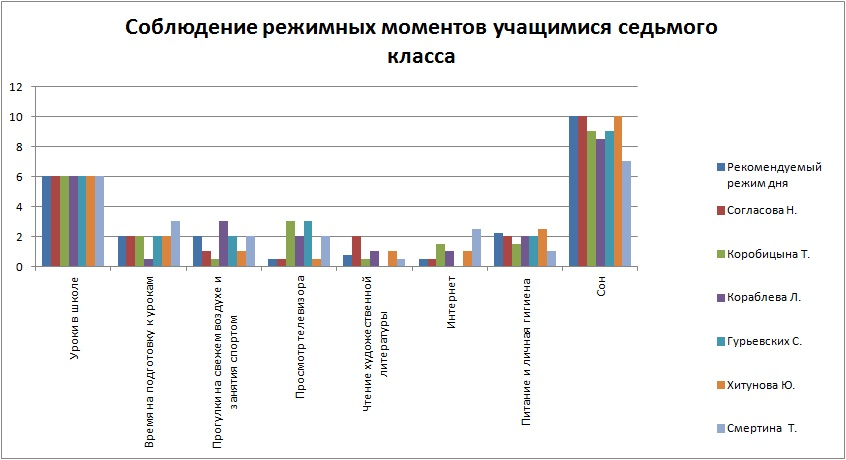 Соблюдение режимных моментов учащимися седьмого
класса
12
10
8
6
4
2
0
Уроки в школе
Время на подготовку к урокам
Прогулки на свежем воздухе и
занятия спортом
Просмотр телевизора
Чтение художественной
литературы
Интернет
Питание и личная гигиена
Сон
Рекомендуемый
режим дня
Согласова Н.
Коробицына Т.
Кораблева Л.
Гурьевских С.
Хитунова Ю.
Смертина Т.